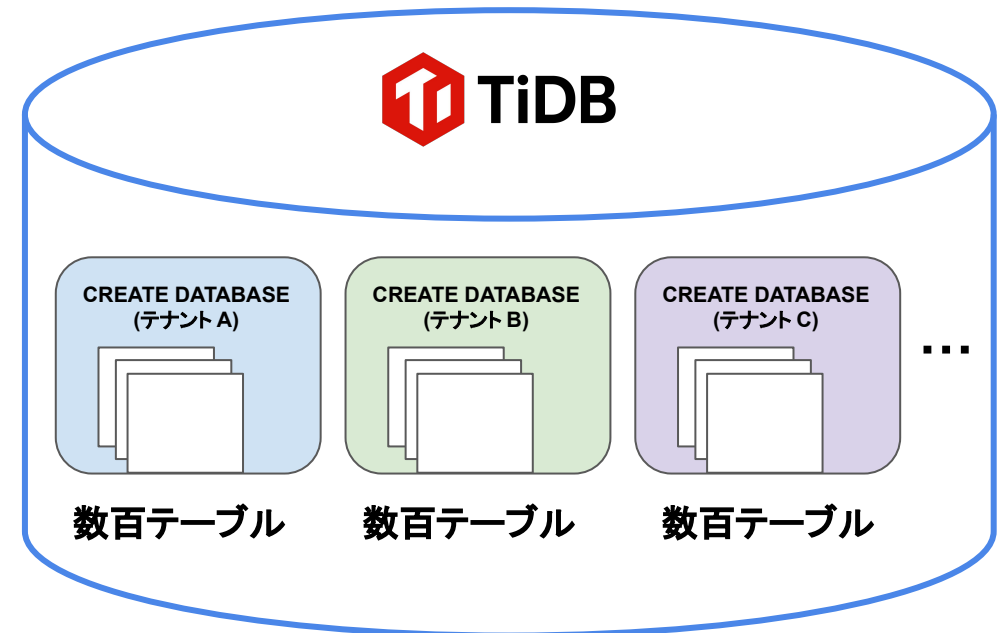 TiDB
CREATE DATABASE
(テナント A)
CREATE DATABASE
(テナント B)
CREATE DATABASE
(テナント C)
...
数百テーブル
数百テーブル
数百テーブル